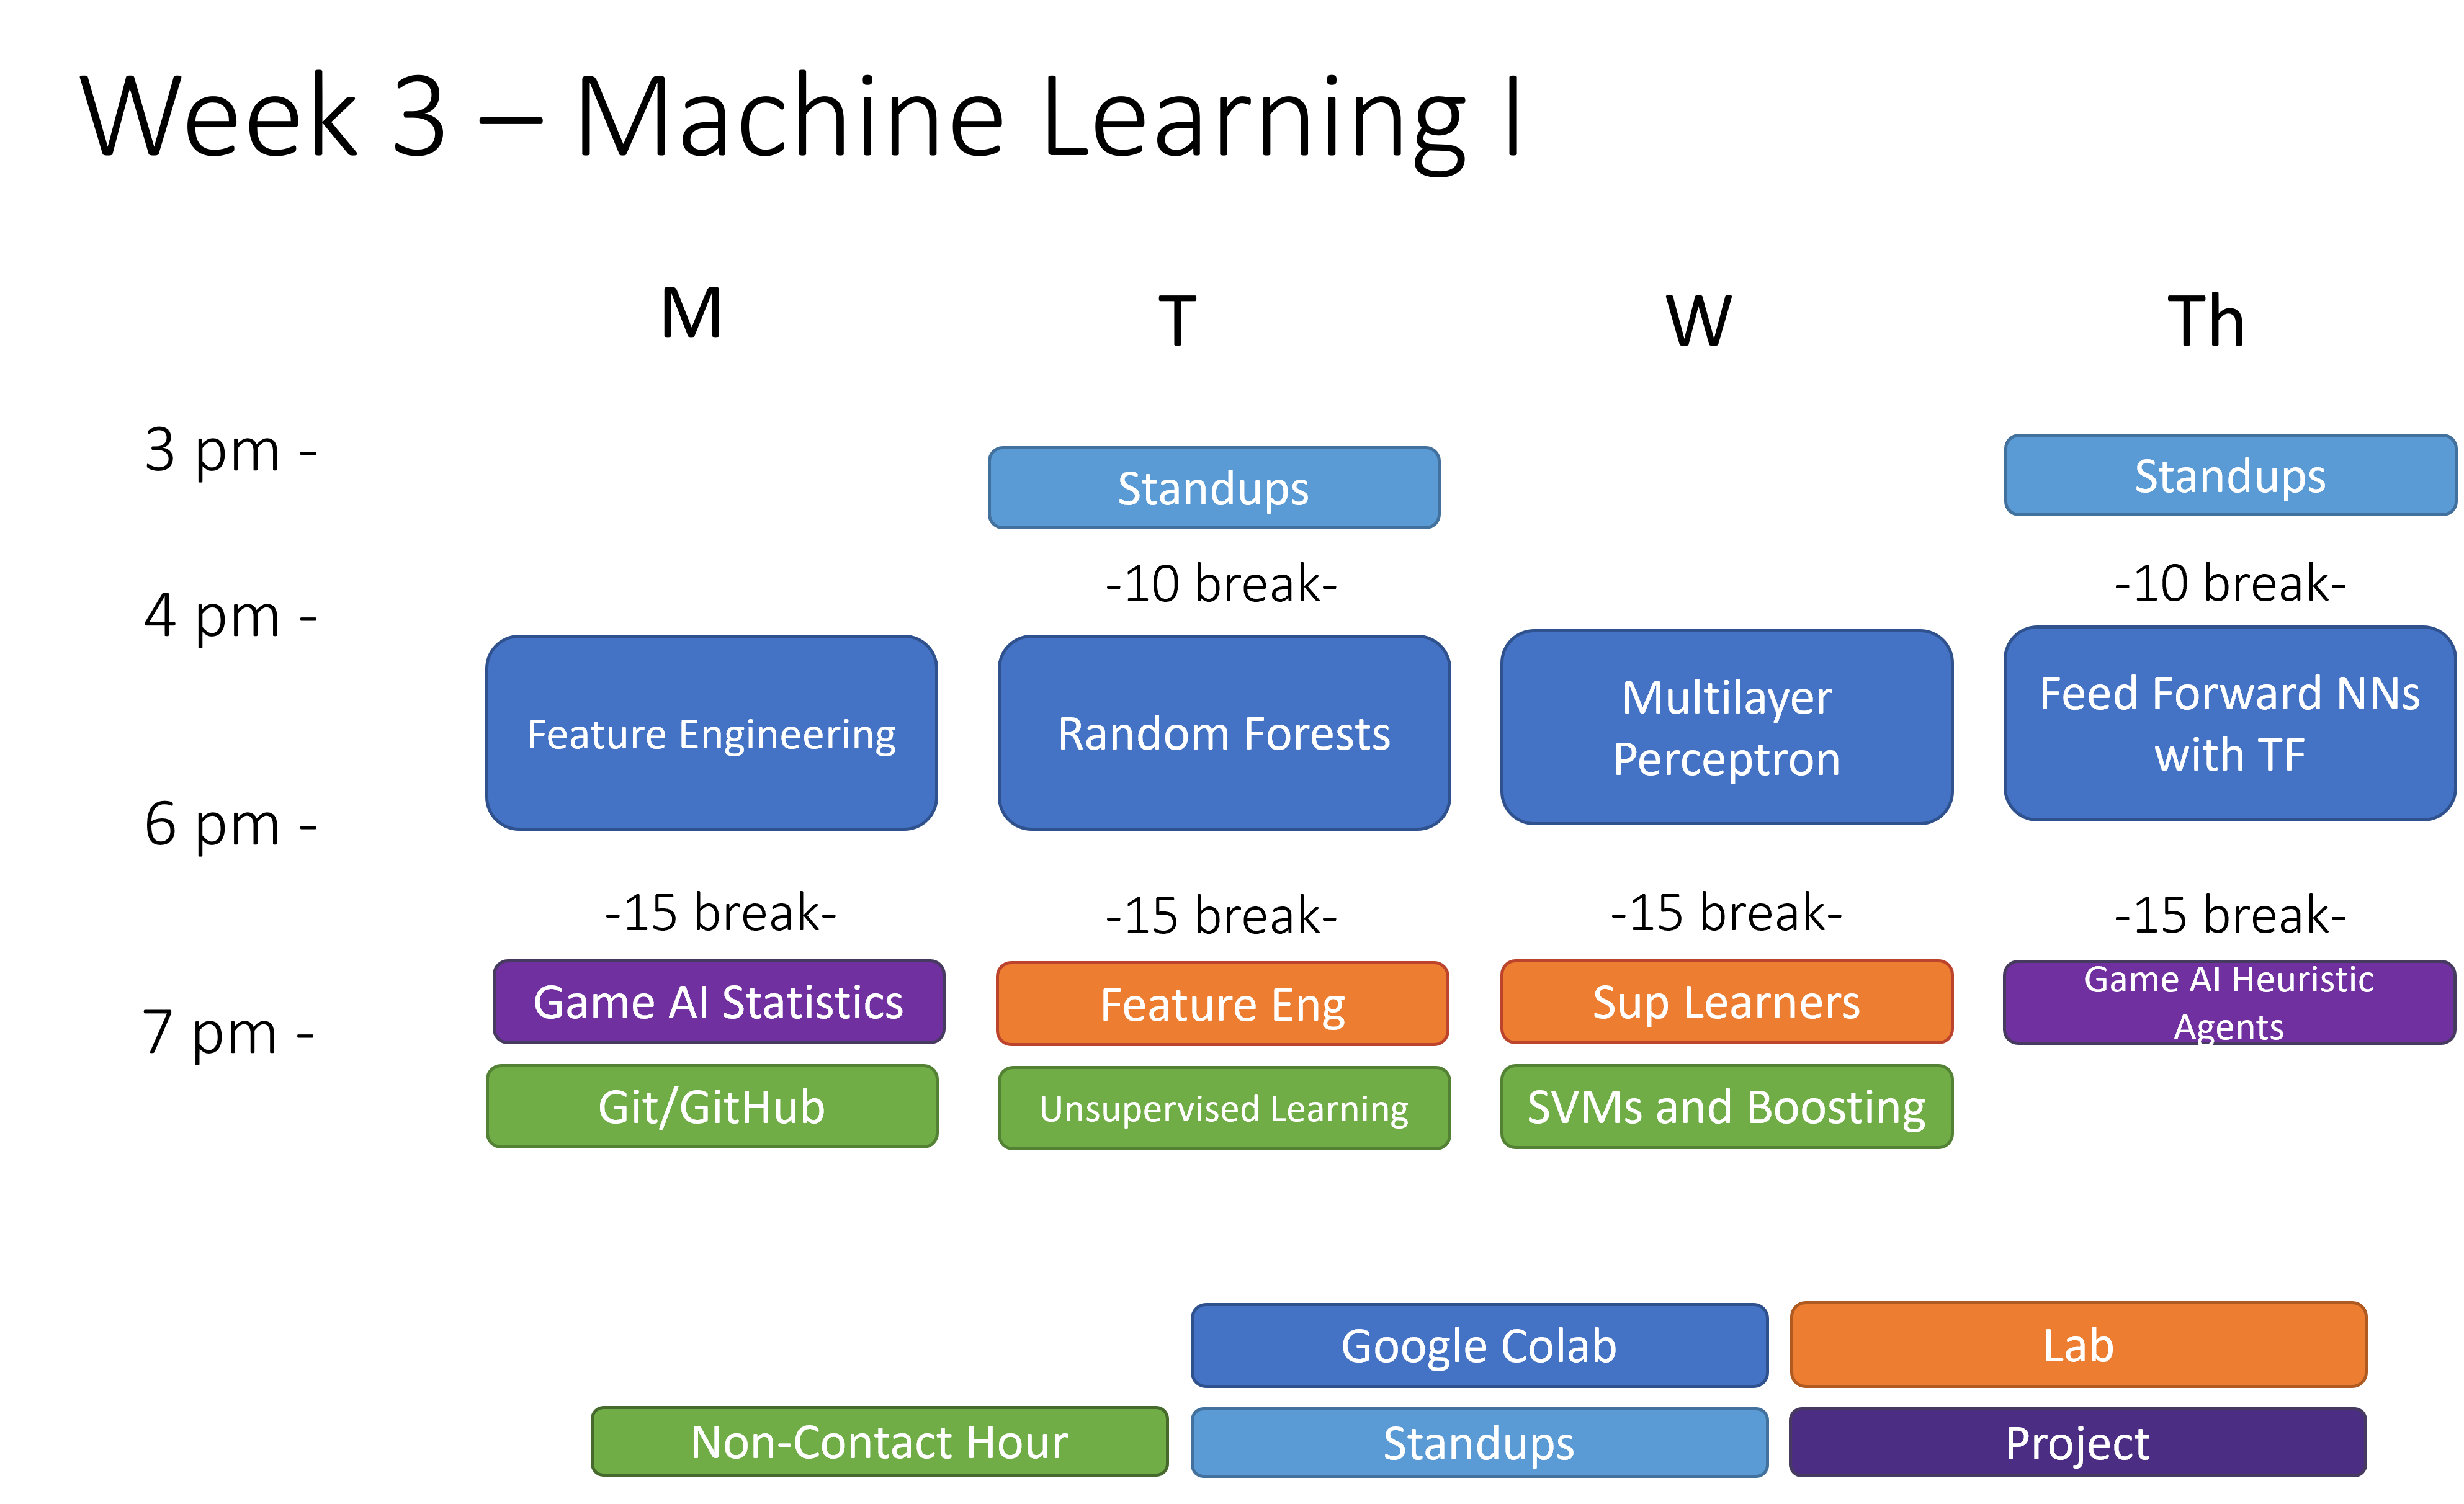 Week 3 – Machine Learning I
M
T
W
Th
3 pm -
Standups
Standups
-10 break-
-10 break-
4 pm -
Feature Engineering
Random Forests
Multilayer
Perceptron
Feed Forward NNs
with TF
6 pm -
-15 break-
-15 break-
-15 break-
-15 break-
Game AI Statistics
Feature Eng
Sup Learners
Game AI Heuristic
Agents
7 pm -
Git/GitHub
Unsupervised Learning
SVMs and Boosting
Google Colab
Lab
Non-Contact Hour
Standups
Project